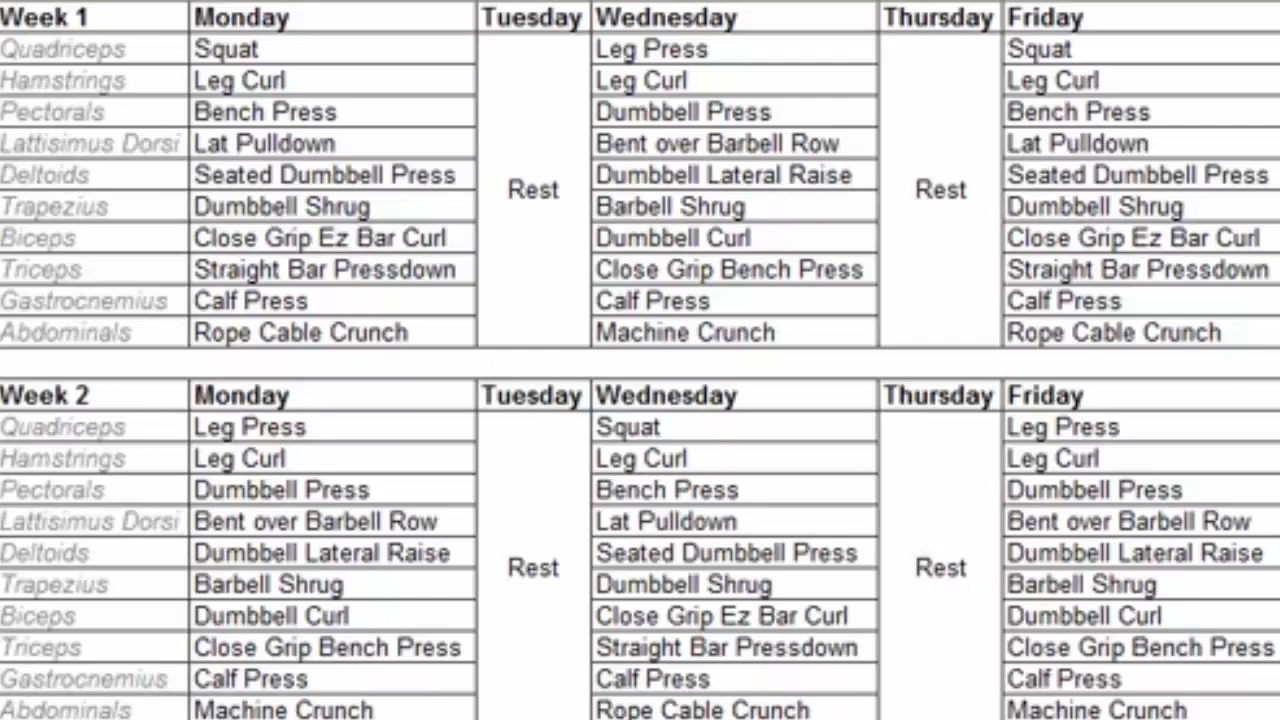 Week 1 Monday Tuesday Wednesday Thursday Friday
Quadriceps Squat Leg Press Squat
Hamstrings Leg Curl Leg Curl Leg Curl
Pectorals Bench Press Dumbbell Press Bench Press
Lattisimus Dorsi Lat Pulldown Bent over Barbell Row Lat Pulldown
Deltoids Seated Dumbbell Press Rest Dumbbell Lateral Raise Rest Seated Dumbbell Press
Trapezius Dumbbell Shrug Barbell Shrug Dumbbell Shrug
Biceps Close Grip Ez Bar Curl Dumbbell Curl Close Grip Ez Bar Curl
Triceps Straight Bar Pressdown Close Grip Bench Press Straight Bar Pressdown
Gastrocnemius Calf Press Calf Press Calf Press
Abdominals Rope Cable Crunch Machine Crunch Rope Cable Crunch
Week 2 Monday Tuesday Wednesday Thursday Friday
Quadriceps Leg Press Squat Leg Press
Hamstrings Leg Curl Leg Curl Leg Curl
Pectorals Dumbbell Press Bench Press Dumbbell Press
Lattisimus Dorsi Bent over Barbell Row Lat Pulldown Bent over Barbell Row
Deltoids Dumbbell Lateral Raise Rest Seated Dumbbell Press Rest Dumbbell Lateral Raise
Trapezius Barbell Shrug Dumbbell Shrug Barbell Shrug
Biceps Dumbbell Curl Close Grip Ez Bar Curl Dumbbell Curl
Triceps Close Grip Bench Press Straight Bar Pressdown Close Grip Bench Press
Gastrocnemius Calf Press Calf Press Calf Press
Abdominals Machine Crunch Rope Cable Crunch Machine Crunch